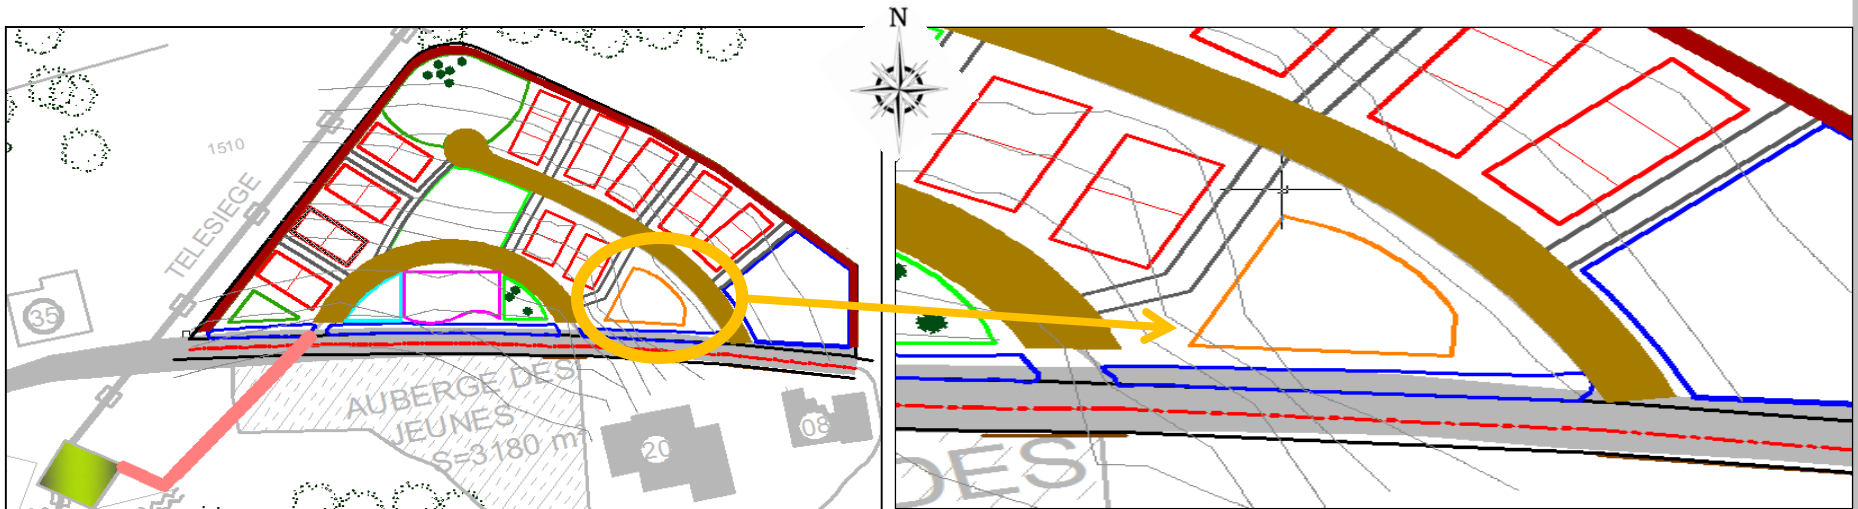 N
1510
TELESIEGE
35
AUBERGE DES
JEUNES
S=3180 m²
20
08
DES